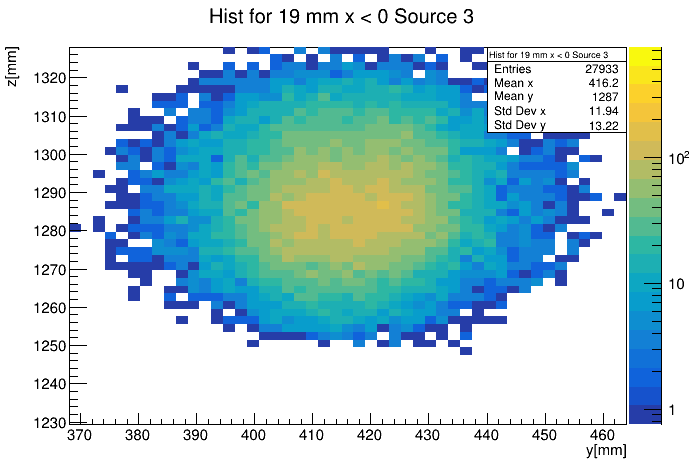 Hist for 19 mm x < 0 Source 3
z[mm]
Hist for 19 mm x < 0 Source 3
Entries 27933
Mean x 416.2
Mean y 1287
Std Dev x 11.94
Std Dev y 13.22
1320
1310
1300
1290
1280
1270
1260
1250
1240
1230
10²
10
1
370 380 390 400 410 420 430 440 450 460
y[mm]